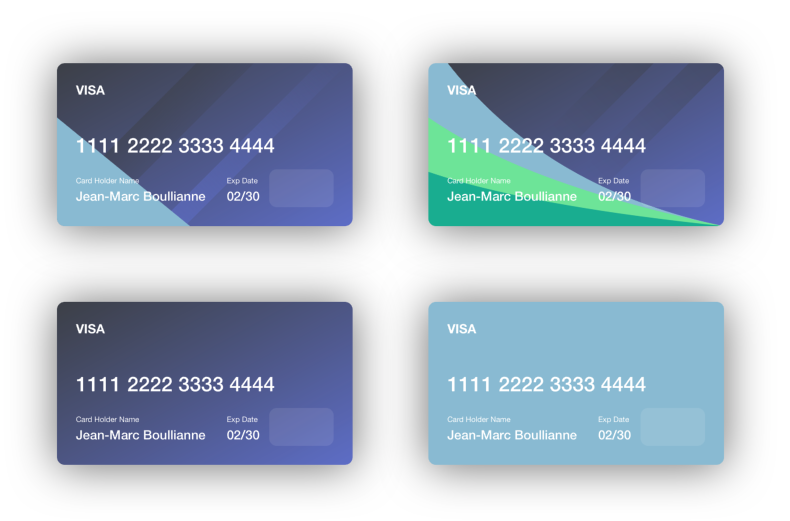 VISA
1111 2222 3333 4444
Card Holder Name Exp Date
Jean-Marc Boullianne 02/30
VISA
1111 2222 3333 4444
Card Holder Name Exp Date
Jean-Marc Boullianne 02/30
VISA
1111 2222 3333 4444
Card Holder Name Exp Date
Jean-Marc Boullianne 02/30
VISA
1111 2222 3333 4444
Card Holder Name Exp Date
Jean-Marc Boullianne 02/30